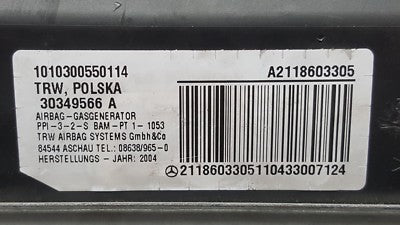 1010300550114 A2118603305
TRW, POLSKA
30349566 A
AIRBAG-GASGENERATOR
PPI-3-2-S BAM-PT 1-1053
TRW AIRBAG SYSTEMS GmbH&Co
84544 ASCHAU TEL.: 08638/965-0
HERSTELLUNGS - JAHR: 2004
2118603305110433007124